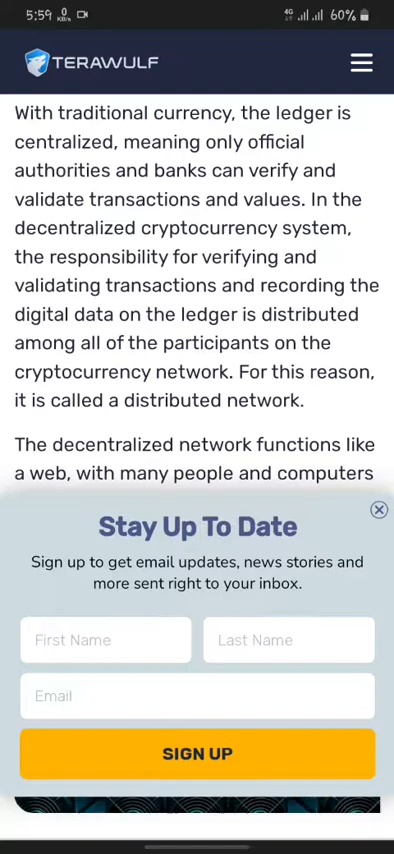 5:59 0 KB/s 4G 60%
TERAWULF
With traditional currency, the ledger is
centralized, meaning only official
authorities and banks can verify and
validate transactions and values. In the
decentralized cryptocurrency system,
the responsibility for verifying and
validating transactions and recording the
digital data on the ledger is distributed
among all of the participants on the
cryptocurrency network. For this reason,
it is called a distributed network.
The decentralized network functions like
a web, with many people and computers
Stay Up To Date
Sign up to get email updates, news stories and
more sent right to your inbox.
First Name Last Name
Email
SIGN UP